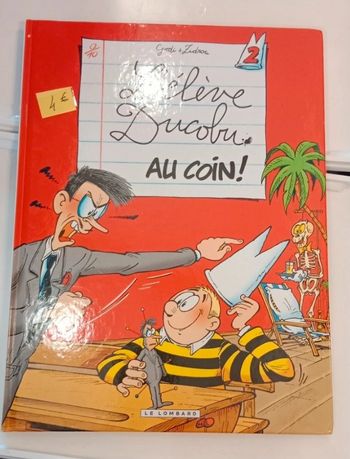 Godi + Zidrou
2
L'élève
Ducobu
4 €
AU COIN!
LE LOMBARD